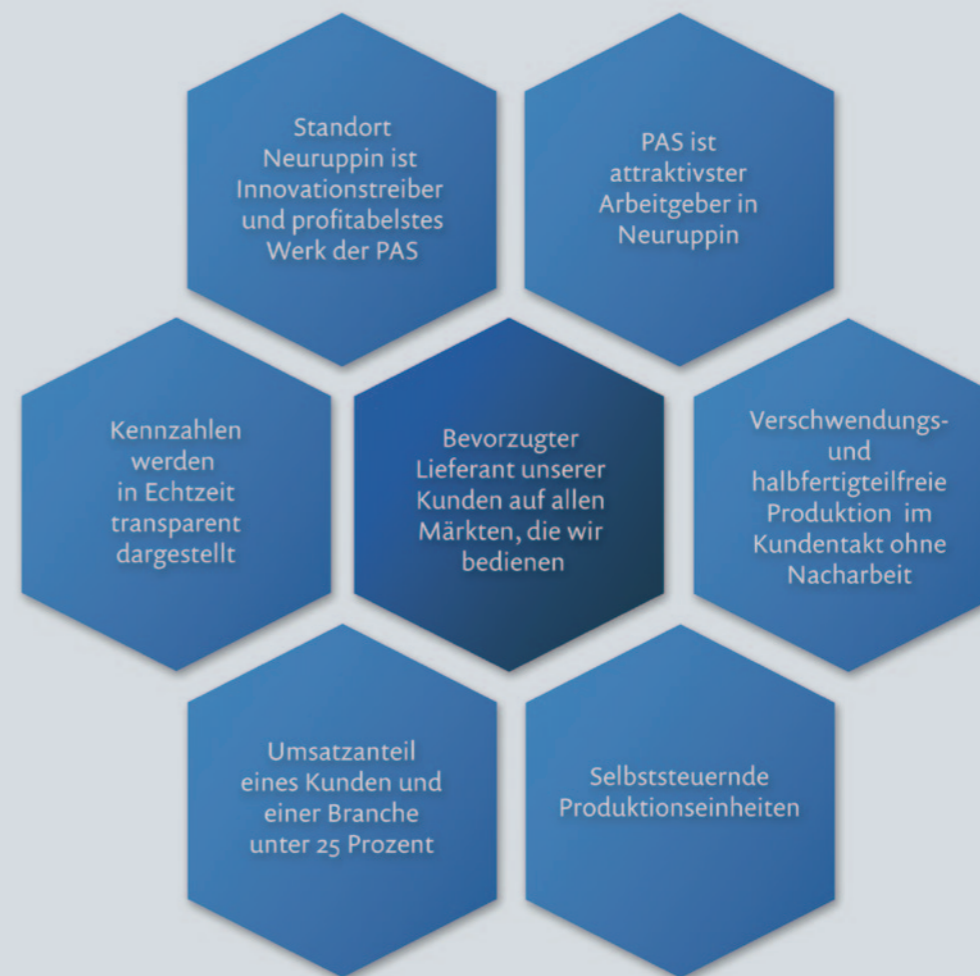 Standort
Neuruppin ist
Innovationstreiber
und profitabelstes
Werk der PAS
PAS ist
attraktivster
Arbeitgeber in
Neuruppin
Kennzahlen
werden
in Echtzeit
transparent
dargestellt
Bevorzugter
Lieferant unserer
Kunden auf allen
Märkten, die wir
bedienen
Verschwendungs-
und
halbfertigteilfreie
Produktion im
Kundentakt ohne
Nacharbeit
Umsatzanteil
eines Kunden und
einer Branche
unter 25 Prozent
Selbststeuernde
Produktionseinheiten